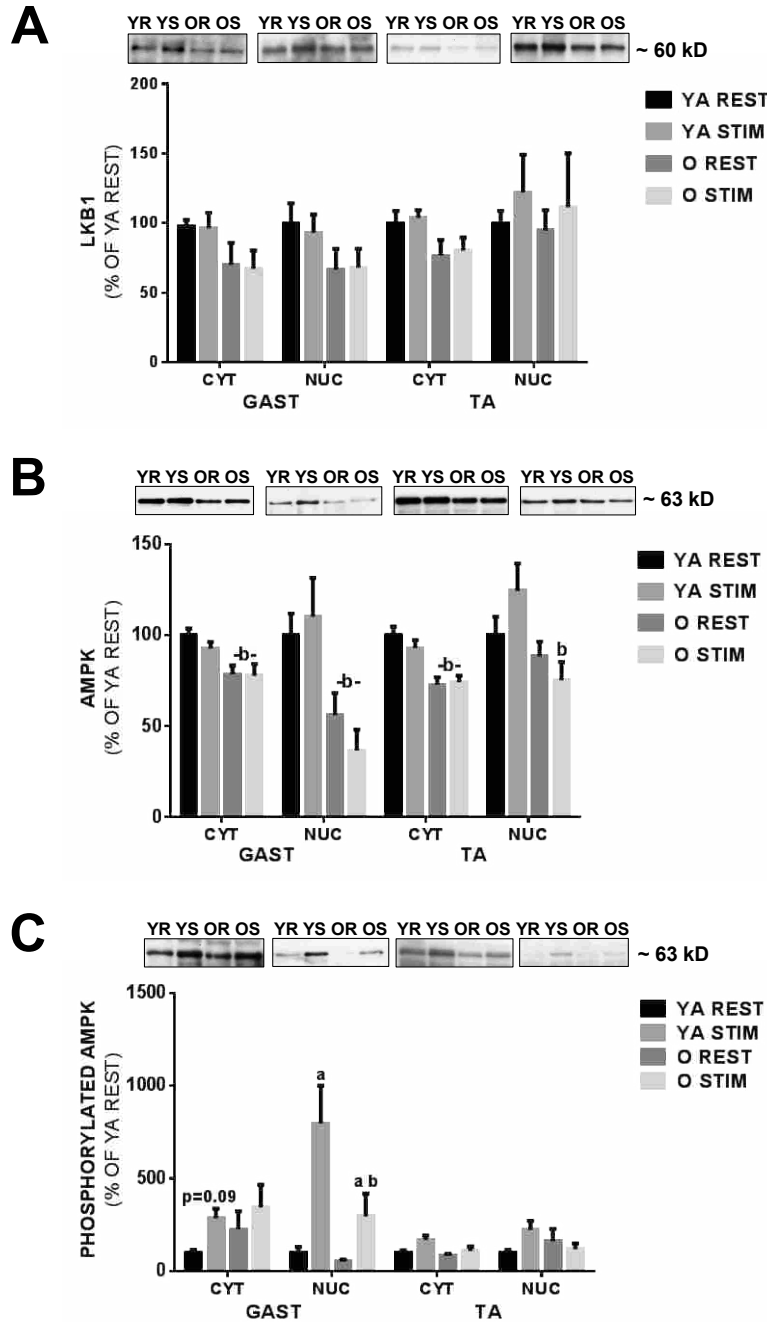 A
YR YS OR OS YR YS OR OS YR YS OR OS YR YS OR OS
~ 60 kD
200
150
100
50
0
LKB1
(% OF YA REST)
YA REST
YA STIM
O REST
O STIM
CYT NUC CYT NUC
GAST TA
B
YR YS OR OS YR YS OR OS YR YS OR OS YR YS OR OS
~ 63 kD
150
100
50
0
AMPK
(% OF YA REST)
-b- -b- -b- b
YA REST
YA STIM
O REST
O STIM
CYT NUC CYT NUC
GAST TA
C
YR YS OR OS YR YS OR OS YR YS OR OS YR YS OR OS
~ 63 kD
1500
1000
500
0
PHOSPHORYLATED AMPK
(% OF YA REST)
a
a b
p=0.09
YA REST
YA STIM
O REST
O STIM
CYT NUC CYT NUC
GAST TA